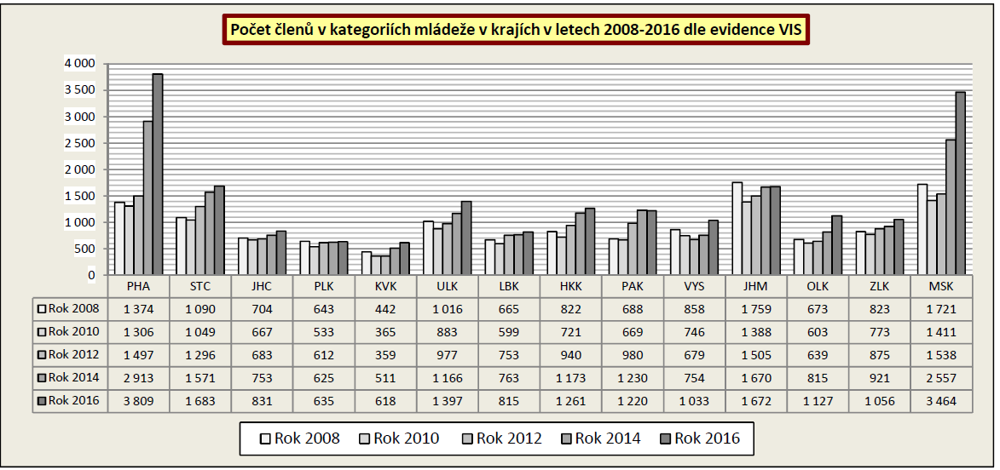 Počet členů v kategoriích mládeže v krajích v letech 2008-2016 dle evidence VIS
4 000
3 500
3 000
2 500
2 000
1 500
1 000
500
0
PHA STC JHC PLK KVK ULK LBK HKK PAK VYS JHM OLK ZLK MSK
Rok 2008 1 374 1 090 704 643 442 1 016 665 822 688 858 1 759 673 823 1 721
Rok 2010 1 306 1 049 667 533 365 883 599 721 669 746 1 388 603 773 1 411
Rok 2012 1 497 1 296 683 612 359 977 753 940 980 679 1 505 639 875 1 538
Rok 2014 2 913 1 571 753 625 511 1 166 763 1 173 1 230 754 1 670 815 921 2 557
Rok 2016 3 809 1 683 831 635 618 1 397 815 1 261 1 220 1 033 1 672 1 127 1 056 3 464
Rok 2008 Rok 2010 Rok 2012 Rok 2014 Rok 2016